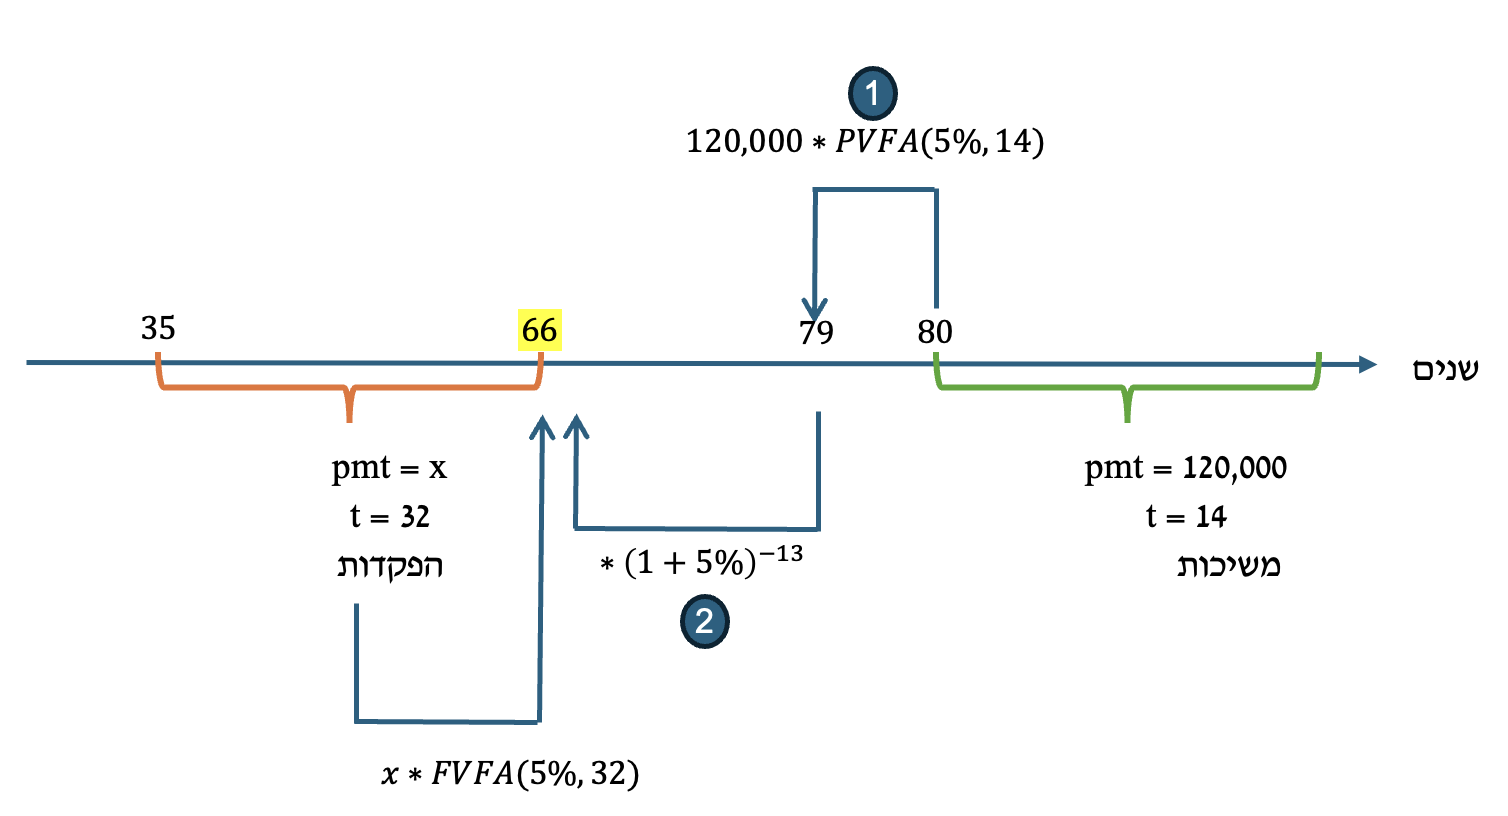 1
120,000 ∗ PVFA(5%, 14)
35
66
79
80
שנים
pmt = x
t = 32
הפקדות
pmt = 120,000
t = 14
משיכות
∗ (1 + 5%)⁻¹³
2
x ∗ FVFA(5%, 32)